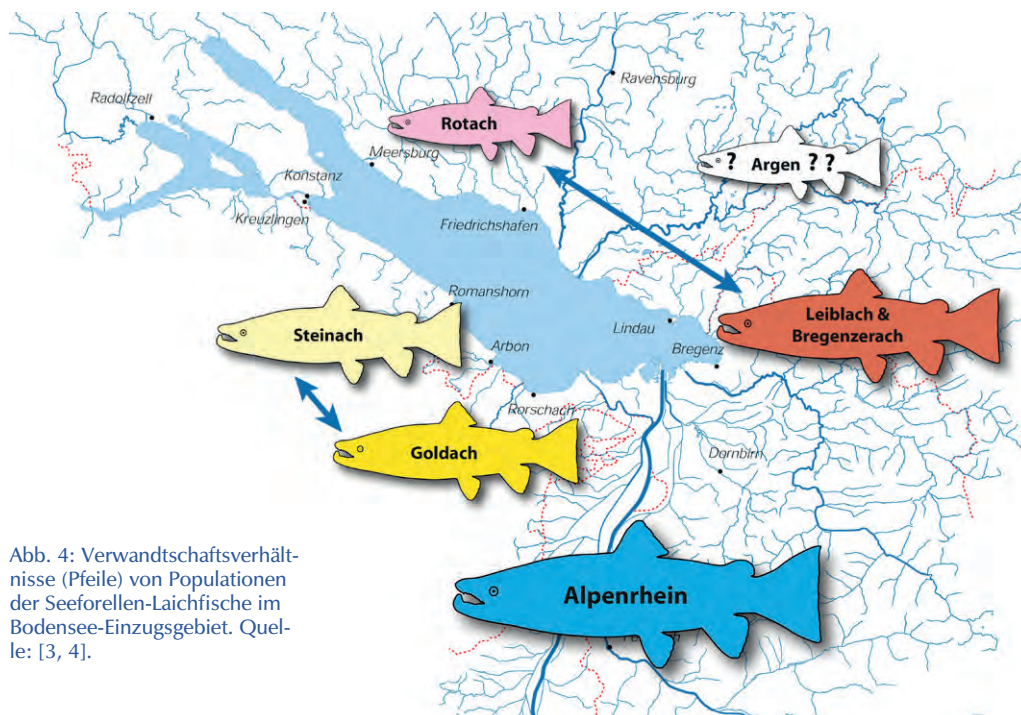 Ravensburg
Radolfzell
Rotach
Meersburg
? Argen ? ?
Konstanz
Kreuzlingen
Friedrichshafen
Romanshorn
Leiblach &
Bregenzerach
Steinach
Lindau
Arbon
Bregenz
Rorschach
Goldach
Dornbirn
Abb. 4: Verwandtschaftsverhält-
nisse (Pfeile) von Populationen
der Seeforellen-Laichfische im
Bodensee-Einzugsgebiet. Quel-
le: [3, 4].
Alpenrhein